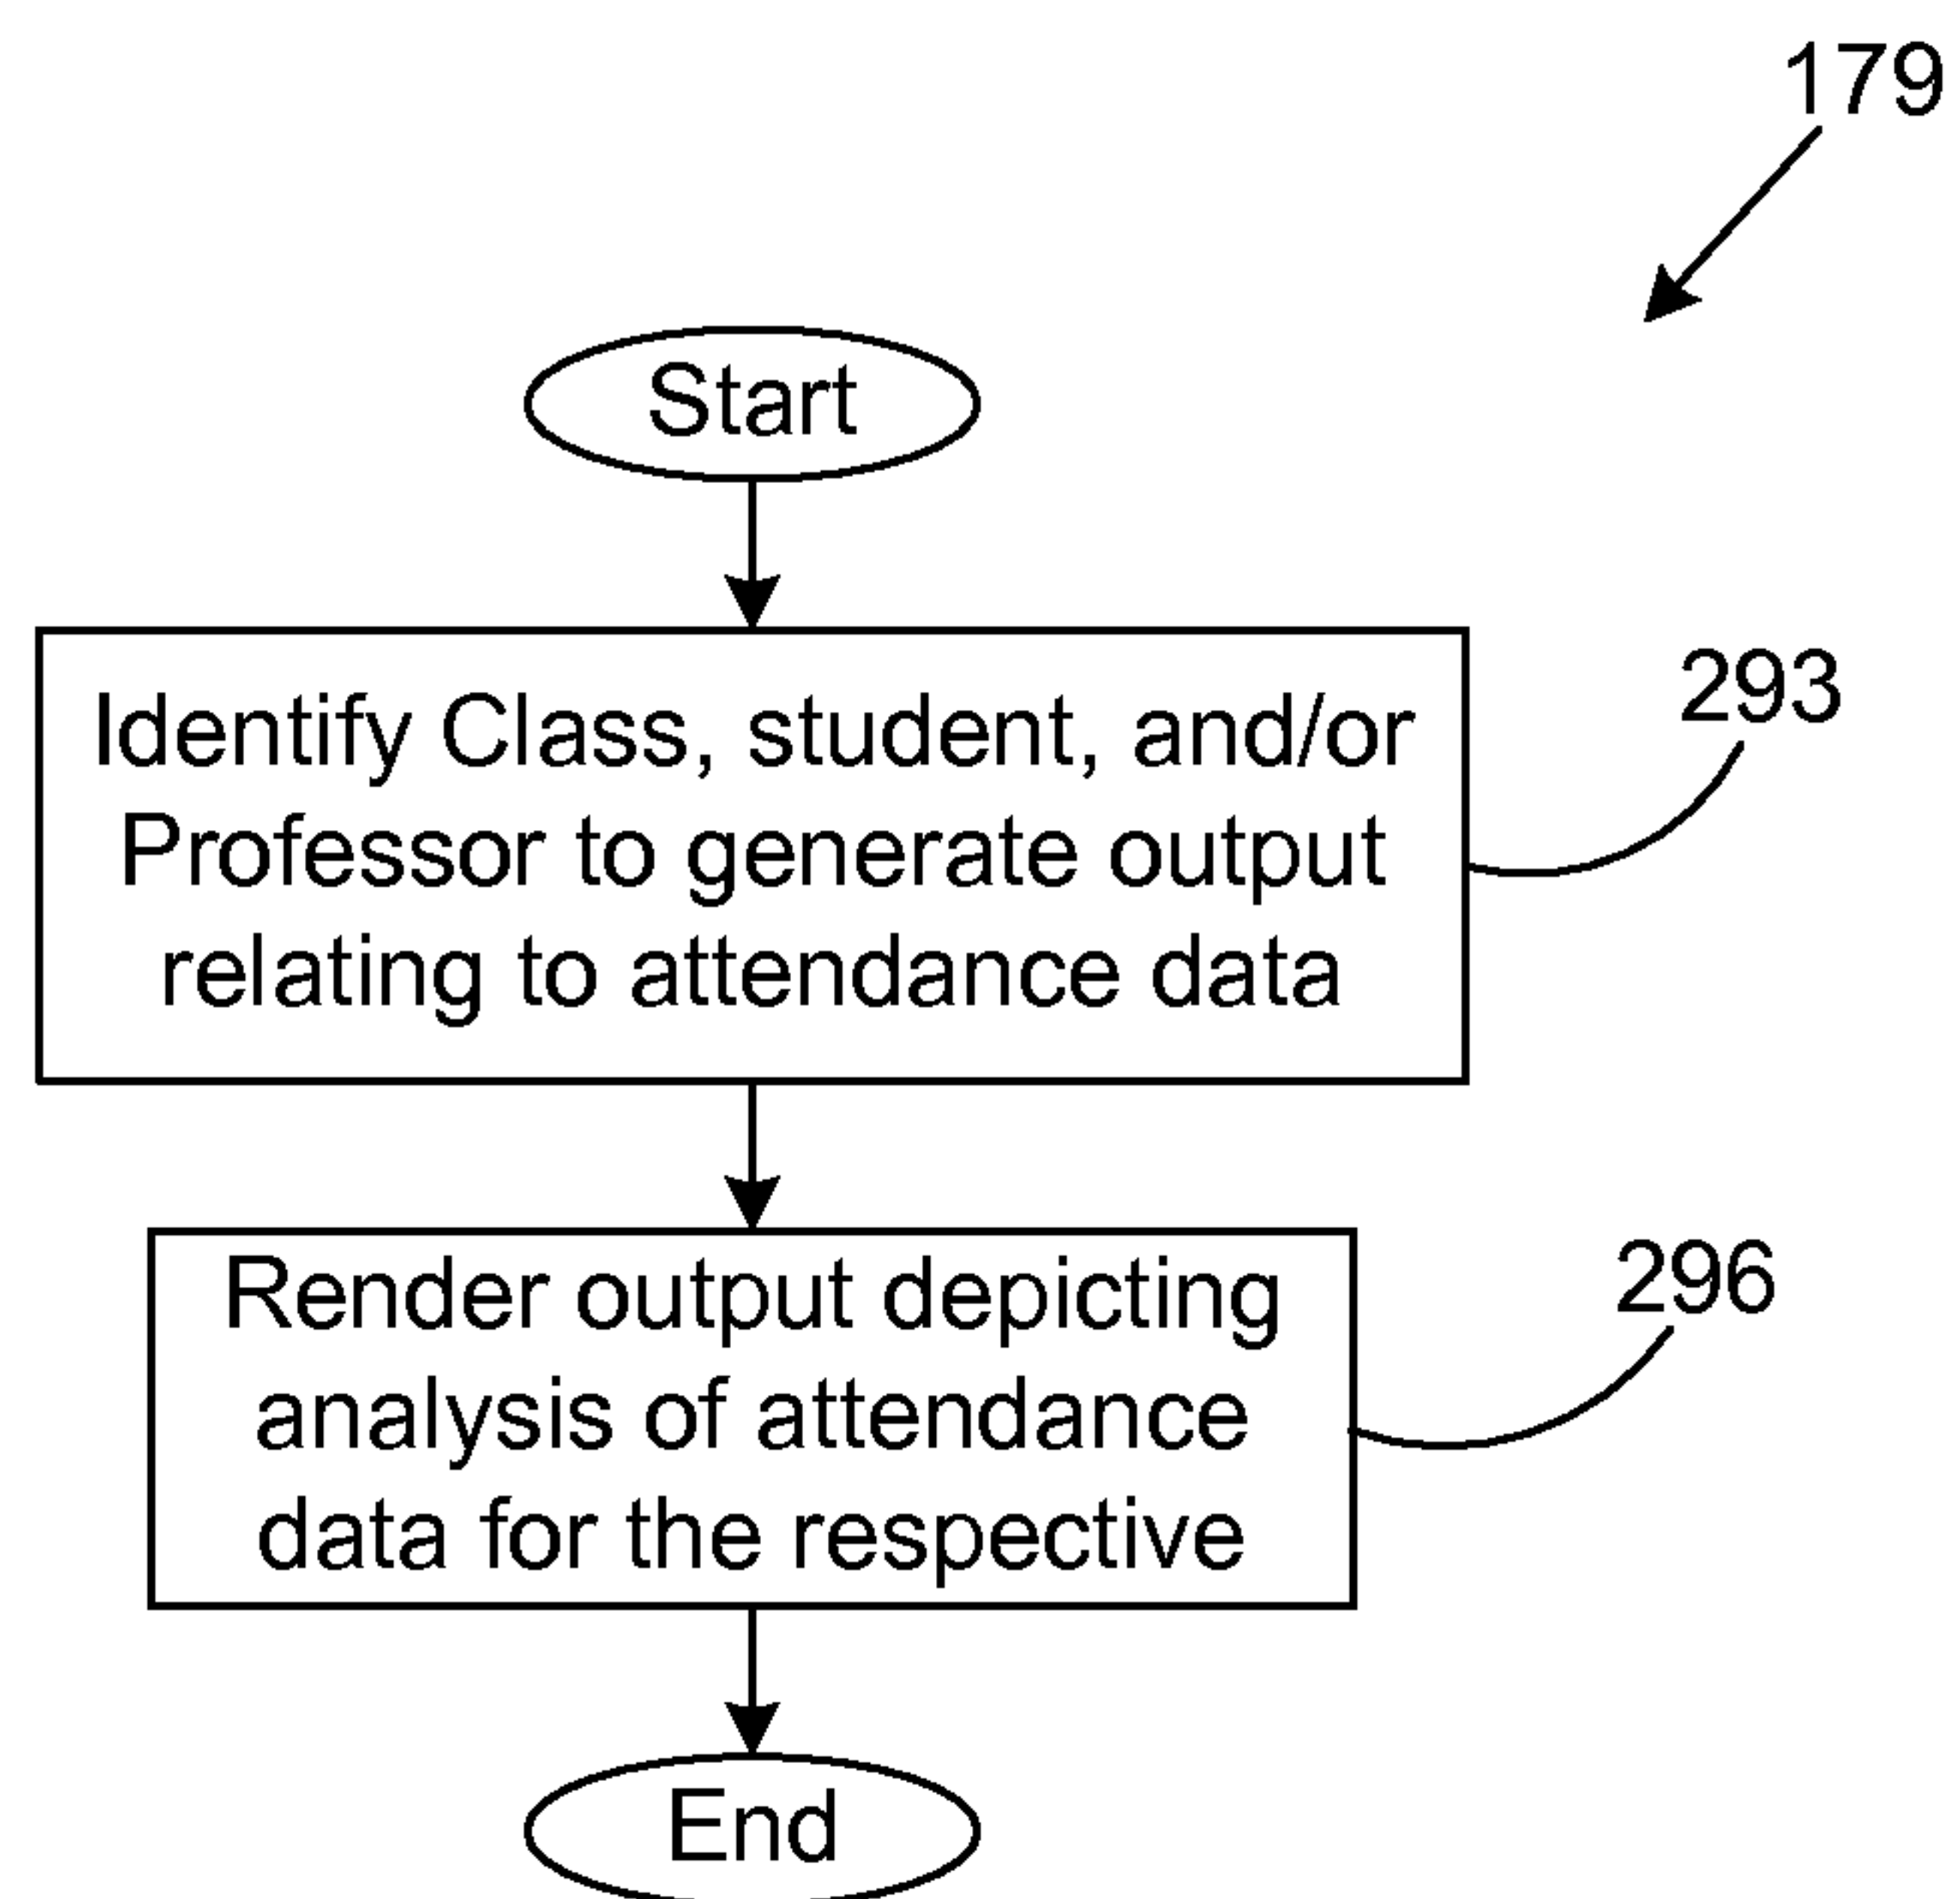 179
Start
Identify Class, student, and/or
Professor to generate output
relating to attendance data
293
Render output depicting
analysis of attendance
data for the respective
296
End